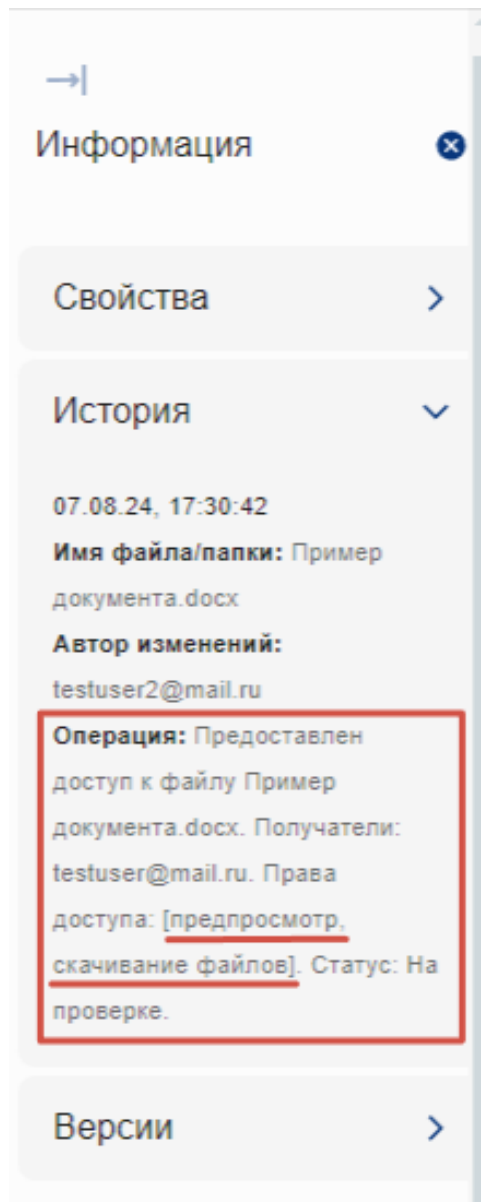 Информация
Свойства
История
07.08.24, 17:30:42
Имя файла/папки: Пример
документа.docx
Автор изменений:
testuser2@mail.ru
Операция: Предоставлен
доступ к файлу Пример
документа.docx. Получатели:
testuser@mail.ru. Права
доступа: [предпросмотр,
скачивание файлов]. Статус: На
проверке.
Версии